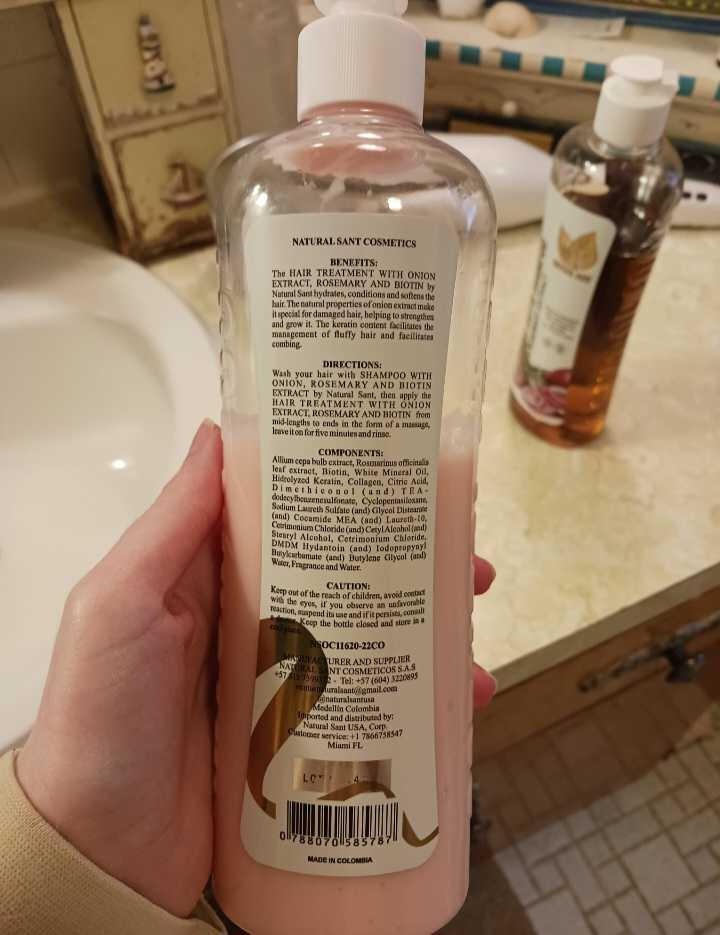 NATURAL SANT COSMETICS
BENEFITS:
The HAIR TREATMENT WITH ONION
EXTRACT, ROSEMARY AND BIOTIN by
Natural Sant hydrates, conditions and softens the
hair. The natural properties of onion extract make
it special for damaged hair, helping to strengthen
and grow it. The keratin content facilitates the
management of fluffy hair and facilitates
combing.
DIRECTIONS:
Wash your hair with SHAMPOO WITH
ONION, ROSEMARY AND BIOTIN
EXTRACT by Natural Sant, then apply the
HAIR TREATMENT WITH ONION
EXTRACT, ROSEMARY AND BIOTIN from
mid-lengths to ends in the form of a massage,
leave it on for five minutes and rinse.
COMPONENTS:
Allium cepa bulb extract, Rosmarinus officinalis
leaf extract, Biotin, White Mineral Oil,
Hidrolyzed Keratin, Collagen, Citric Acid,
Dimethiconol (and) TEA-
dodecylbenzenesulfonate, Cyclopentasiloxane,
Sodium Laureth Sulfate (and) Glycol Distearate
(and) Cocamide MEA (and) Laureth-10,
Cetrimonium Chloride (and) Cetyl Alcohol (and)
Stearyl Alcohol, Cetrimonium Chloride,
DMDM Hydantoin (and) Iodopropynyl
Butylcarbamate (and) Butylene Glycol (and)
Water, Fragrance and Water.
CAUTION:
Keep out of the reach of children, avoid contact
with the eyes, if you observe an unfavorable
reaction, suspend its use and if it persists, consult
a doctor. Keep the bottle closed and store in a
cool place.
NSOC11620-22CO
MANUFACTURER AND SUPPLIER
NATURAL SANT COSMETICOS S.A.S
Tel: +57 (604) 3220895
@naturalsantusa
Medellín Colombia
Imported and distributed by:
Natural Sant USA, Corp.
Customer service: +1 7866758547
Miami FL
0 788070 585787
MADE IN COLOMBIA